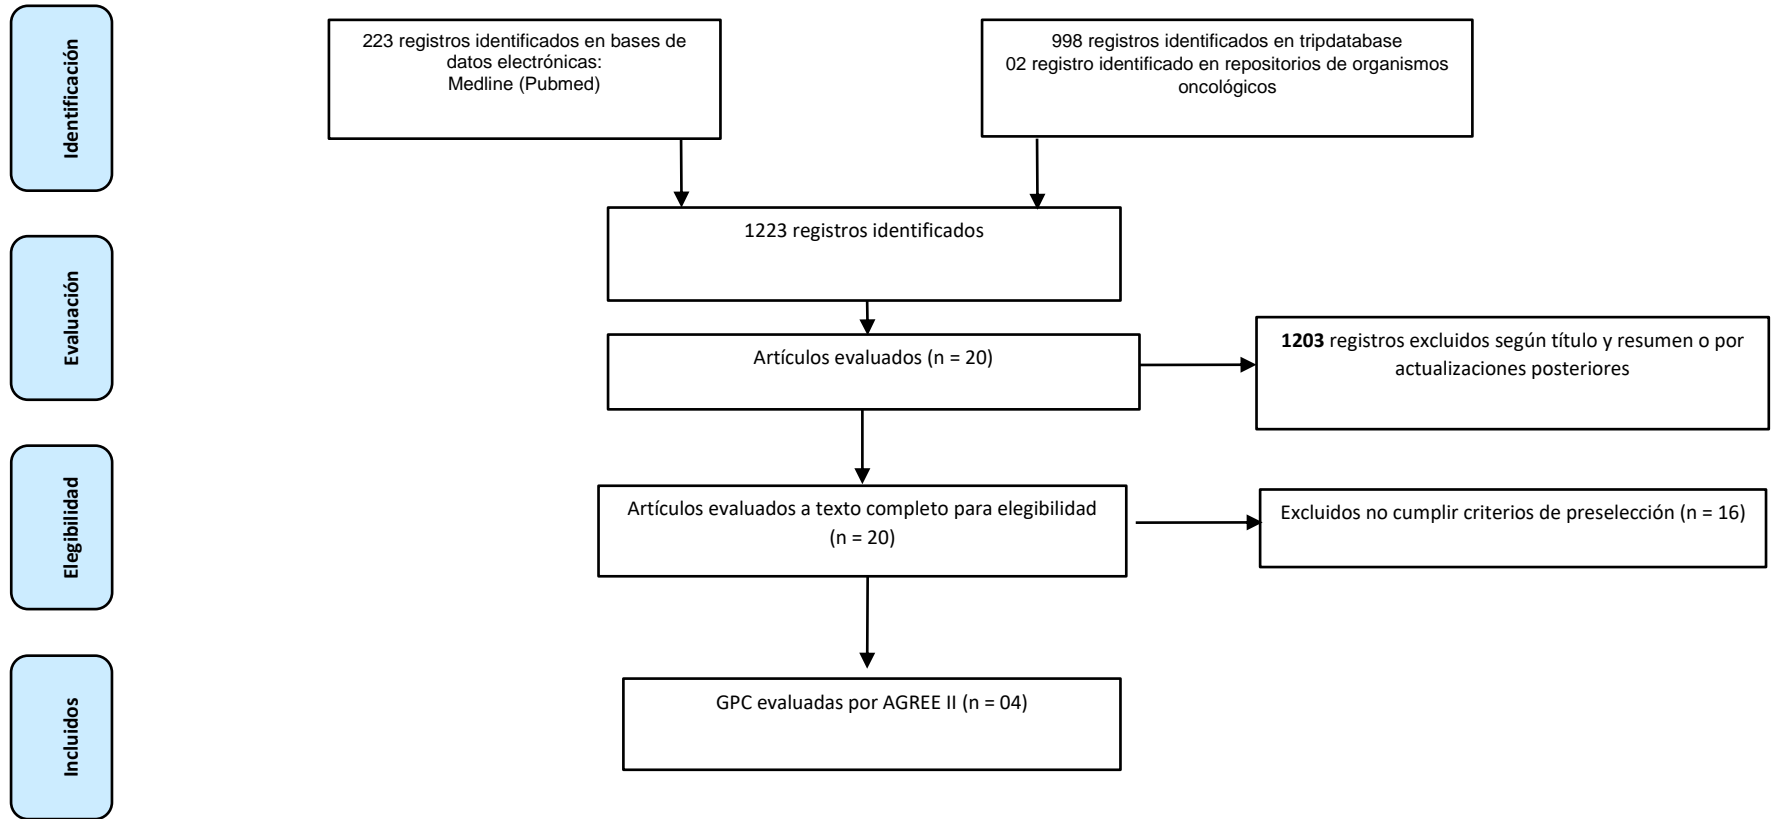 Identificación
223 registros identificados en bases de
datos electrónicas:
Medline (Pubmed)
998 registros identificados en tripdatabase
02 registro identificado en repositorios de organismos
oncológicos
1223 registros identificados
Evaluación
Artículos evaluados (n = 20)
1203 registros excluidos según título y resumen o por
actualizaciones posteriores
Elegibilidad
Artículos evaluados a texto completo para elegibilidad
(n = 20)
Excluidos no cumplir criterios de preselección (n = 16)
Incluidos
GPC evaluadas por AGREE II (n = 04)